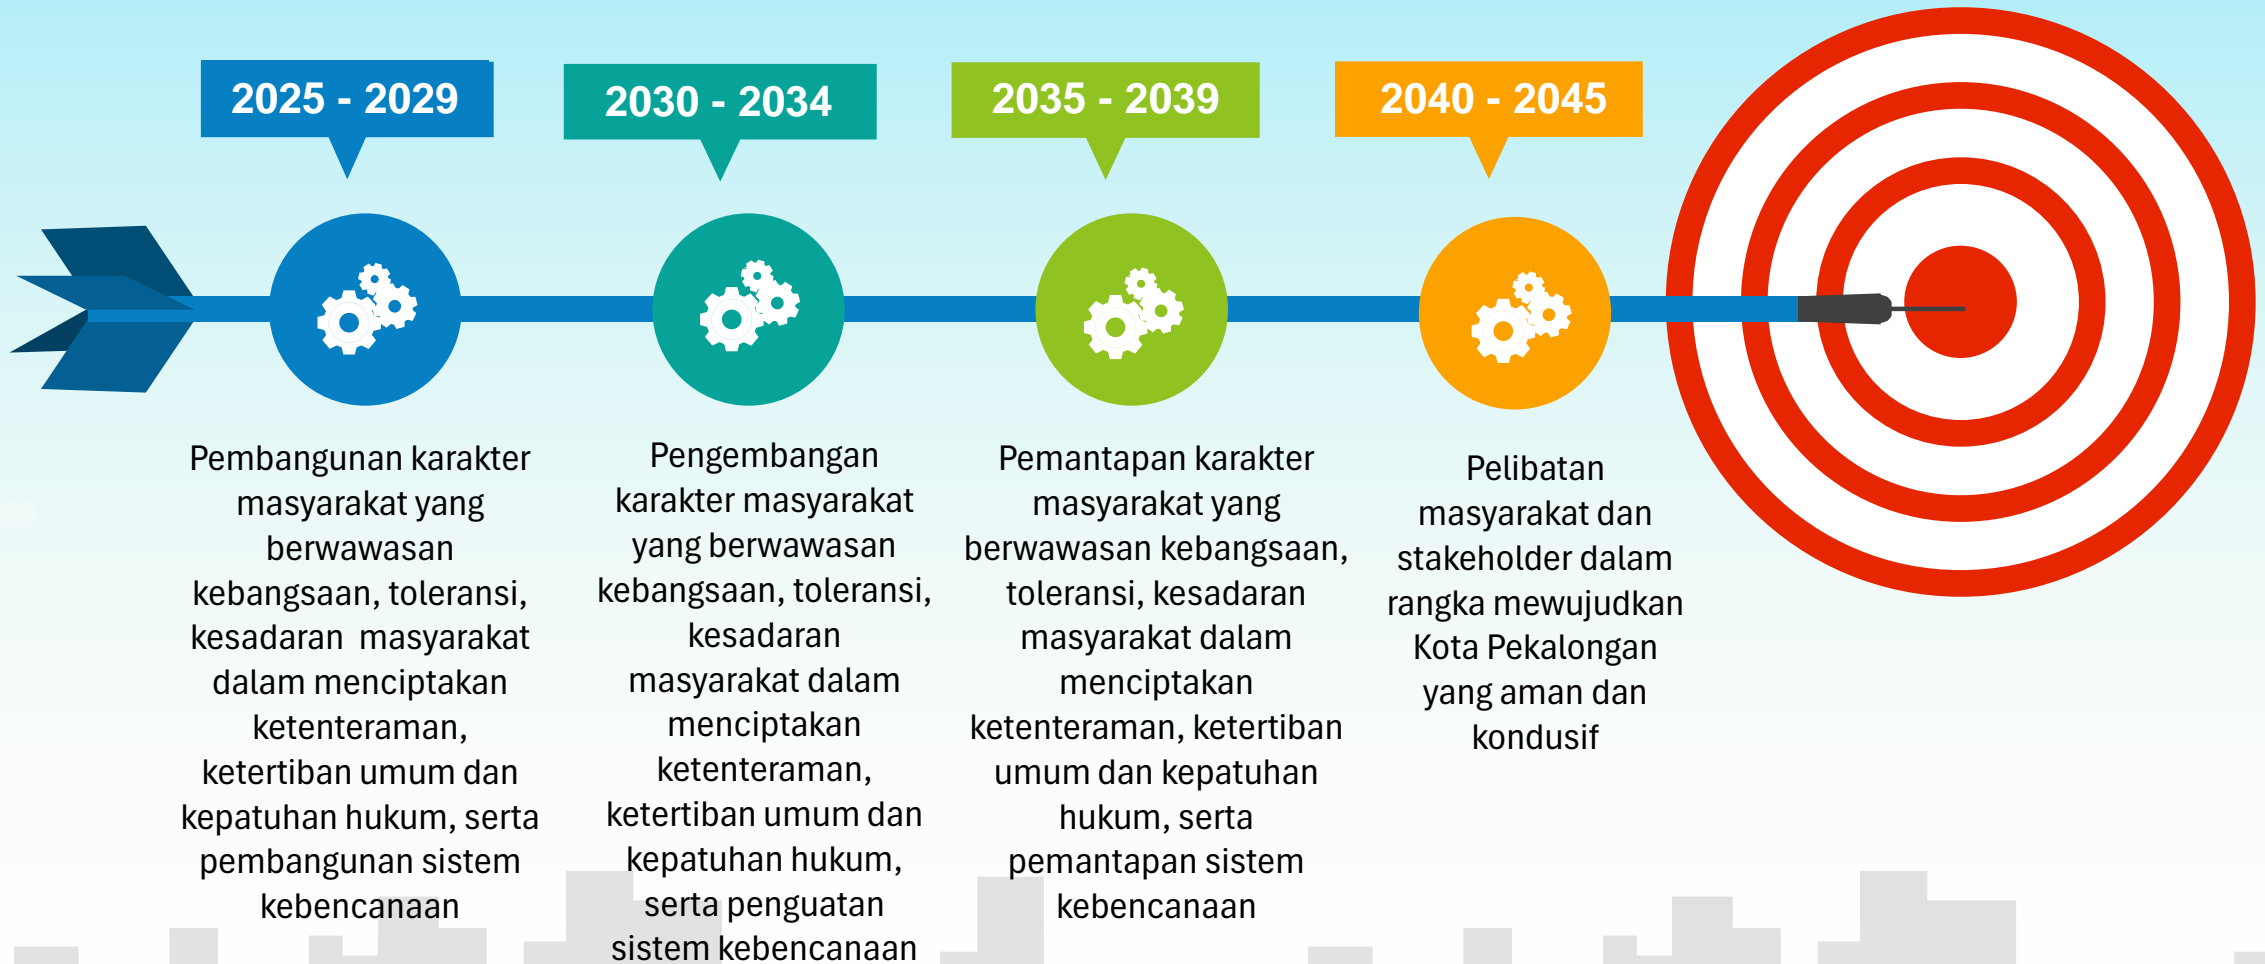 2025 - 2029
Pembangunan karakter
masyarakat yang
berwawasan
kebangsaan, toleransi,
kesadaran  masyarakat
dalam menciptakan
ketenteraman,
ketertiban umum dan
kepatuhan hukum, serta
pembangunan sistem
kebencanaan
2030 - 2034
Pengembangan
karakter masyarakat
yang berwawasan
kebangsaan, toleransi,
kesadaran
masyarakat dalam
menciptakan
ketenteraman,
ketertiban umum dan
kepatuhan hukum,
serta penguatan
sistem kebencanaan
2035 - 2039
Pemantapan karakter
masyarakat yang
berwawasan kebangsaan,
toleransi, kesadaran
masyarakat dalam
menciptakan
ketenteraman, ketertiban
umum dan kepatuhan
hukum, serta
pemantapan sistem
kebencanaan
2040 - 2045
Pelibatan
masyarakat dan
stakeholder dalam
rangka mewujudkan
Kota Pekalongan
yang aman dan
kondusif